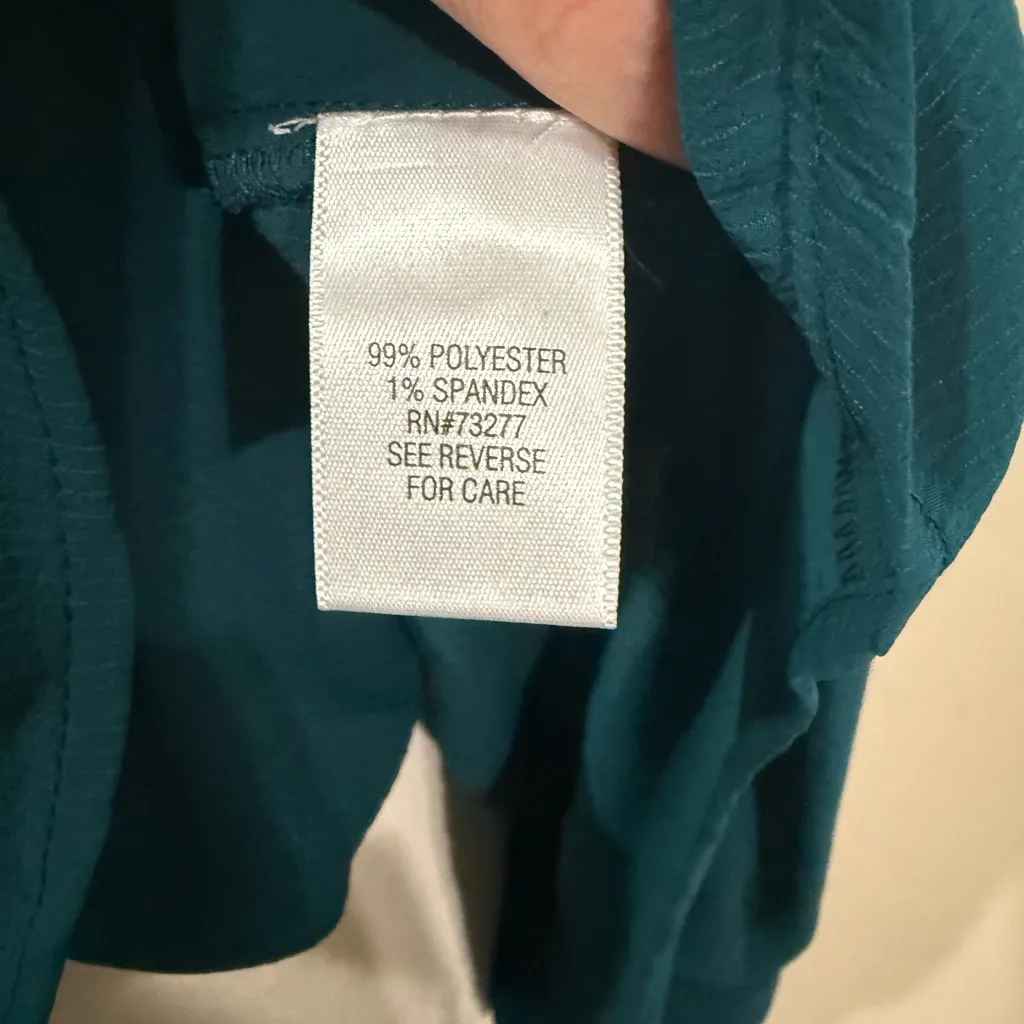 99% POLYESTER
1% SPANDEX
RN#73277
SEE REVERSE
FOR CARE